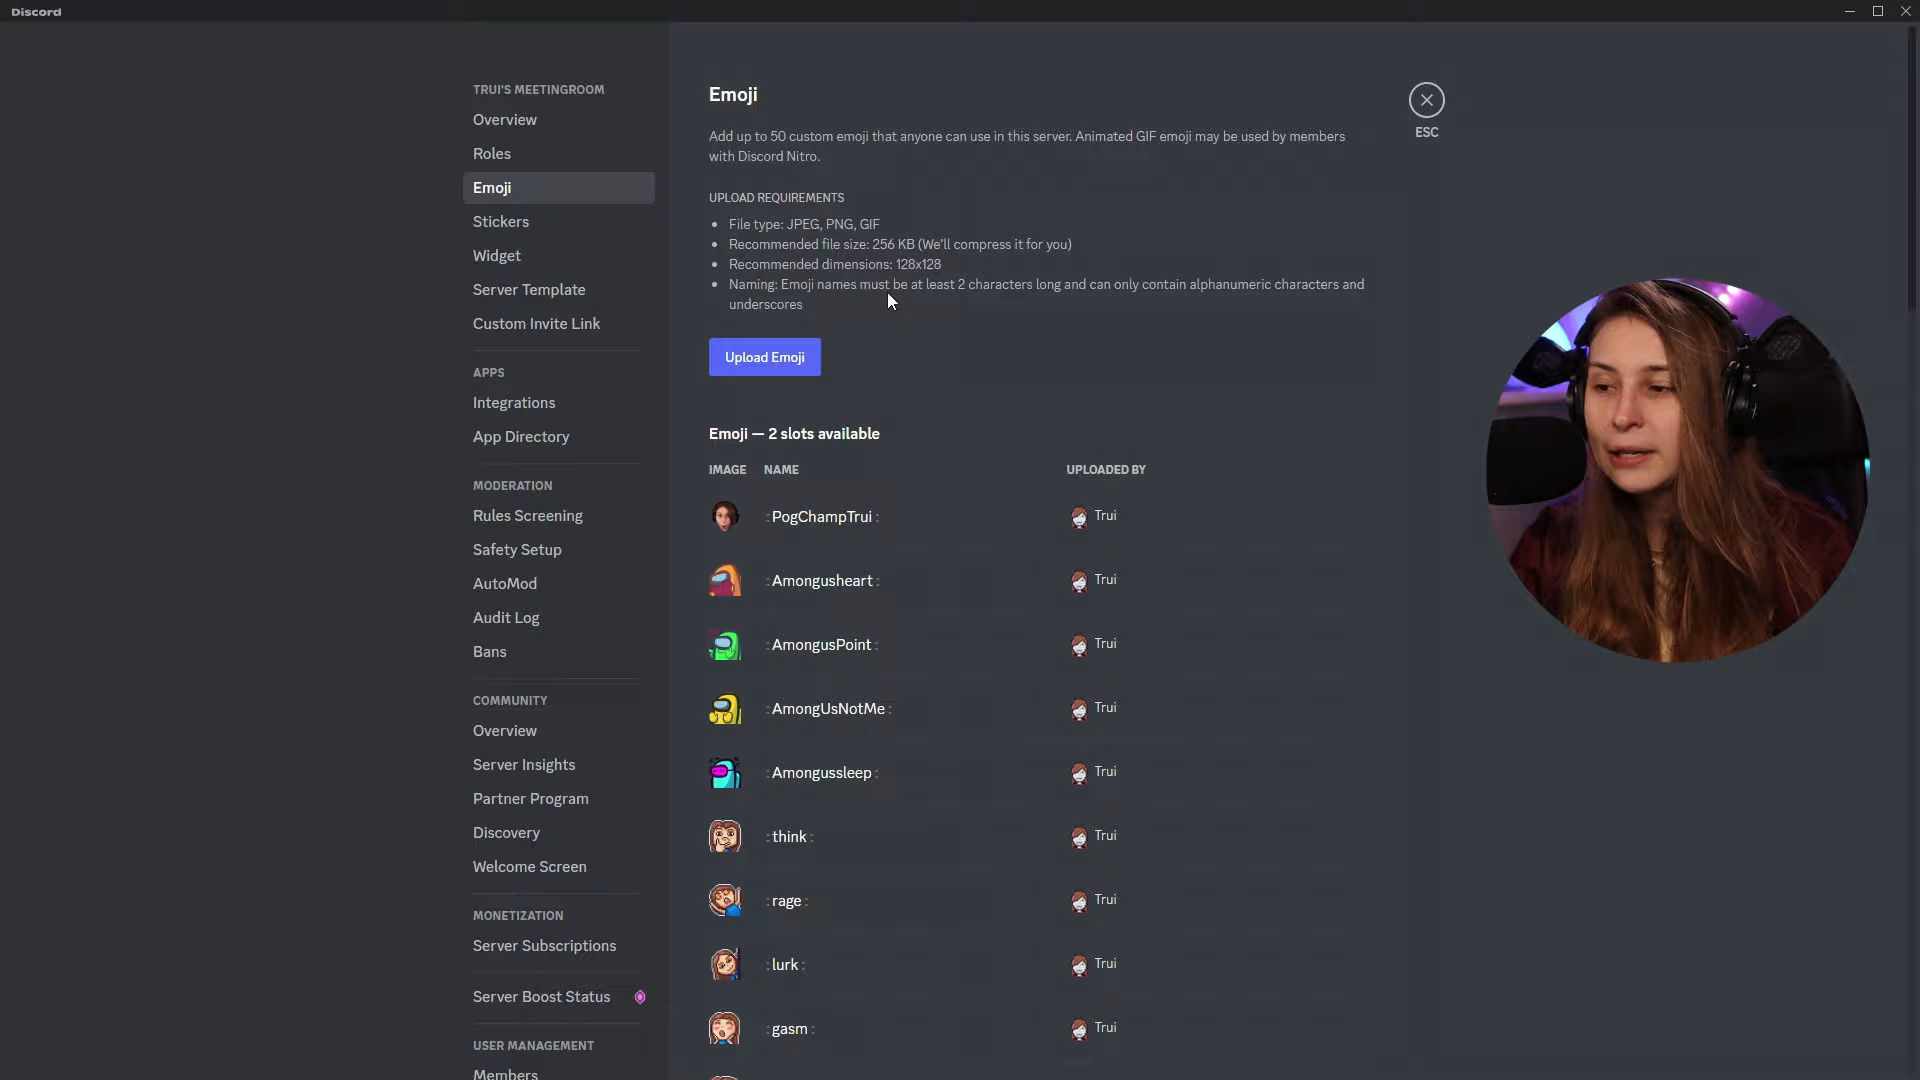 Discord
TRUI'S MEETINGROOM
Overview
Roles
Emoji
Stickers
Widget
Server Template
Custom Invite Link
APPS
Integrations
App Directory
MODERATION
Rules Screening
Safety Setup
AutoMod
Audit Log
Bans
COMMUNITY
Overview
Server Insights
Partner Program
Discovery
Welcome Screen
MONETIZATION
Server Subscriptions
Server Boost Status
USER MANAGEMENT
Members
Emoji
Add up to 50 custom emoji that anyone can use in this server. Animated GIF emoji may be used by members
with Discord Nitro.
UPLOAD REQUIREMENTS
• File type: JPEG, PNG, GIF
• Recommended file size: 256 KB (We'll compress it for you)
• Recommended dimensions: 128x128
• Naming: Emoji names must be at least 2 characters long and can only contain alphanumeric characters and
underscores
Upload Emoji
Emoji — 2 slots available
IMAGE NAME UPLOADED BY
:PogChampTrui: Trui
:Amongusheart: Trui
:AmongusPoint: Trui
:AmongUsNotMe: Trui
:Amongussleep: Trui
:think: Trui
:rage: Trui
:lurk: Trui
:gasm: Trui
ESC